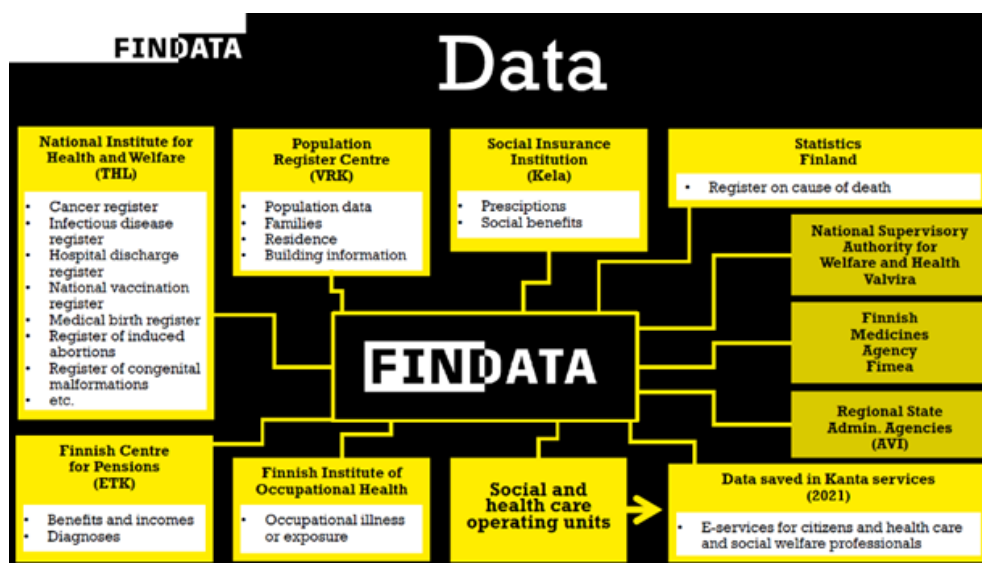 FINDATA
Data
National Institute for
Health and Welfare
(THL)
• Cancer register
• Infectious disease
register
• Hospital discharge
register
• National vaccination
register
• Medical birth register
• Register of induced
abortions
• Register of congenital
malformations
• etc.
Population
Register Centre
(VRK)
• Population data
• Families
• Residence
• Building information
Social Insurance
Institution
(Kela)
• Presciptions
• Social benefits
Statistics
Finland
• Register on cause of death
National Supervisory
Authority for
Welfare and Health
Valvira
FINDATA
Finnish
Medicines
Agency
Fimea
Regional State
Admin. Agencies
(AVI)
Finnish Centre
for Pensions
(ETK)
• Benefits and incomes
• Diagnoses
Finnish Institute of
Occupational Health
• Occupational illness
or exposure
Social and
health care
operating units
Data saved in Kanta services
(2021)
• E-services for citizens and health care
and social welfare professionals